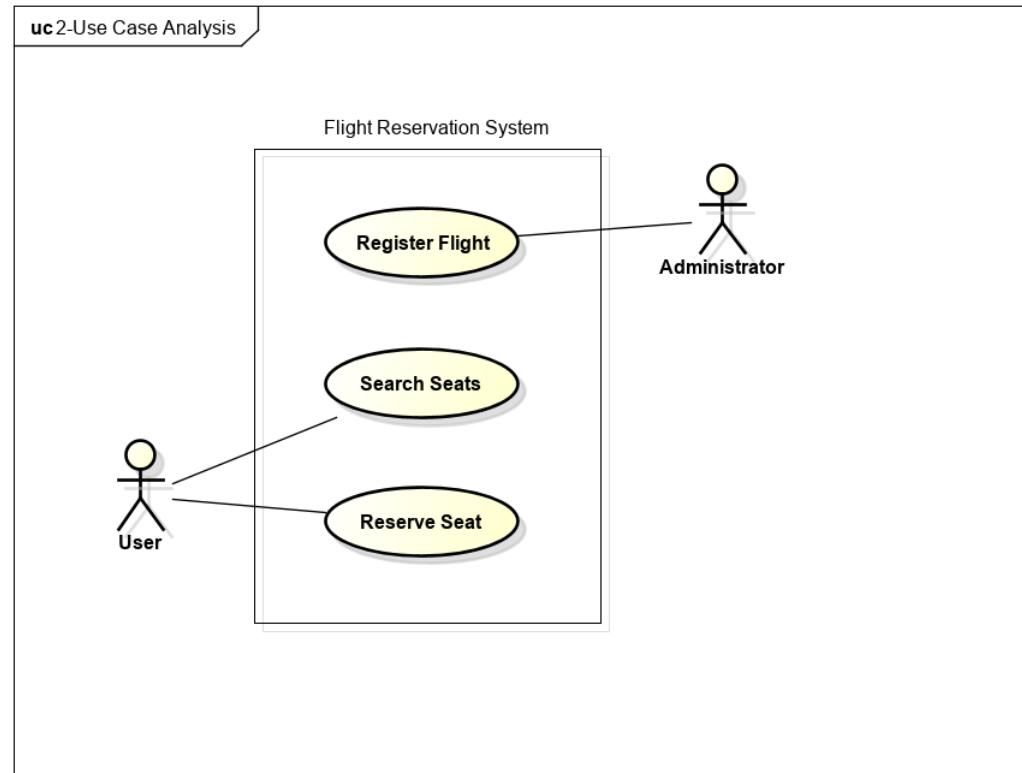 uc 2-Use Case Analysis
Flight Reservation System
Register Flight
Administrator
Search Seats
Reserve Seat
User